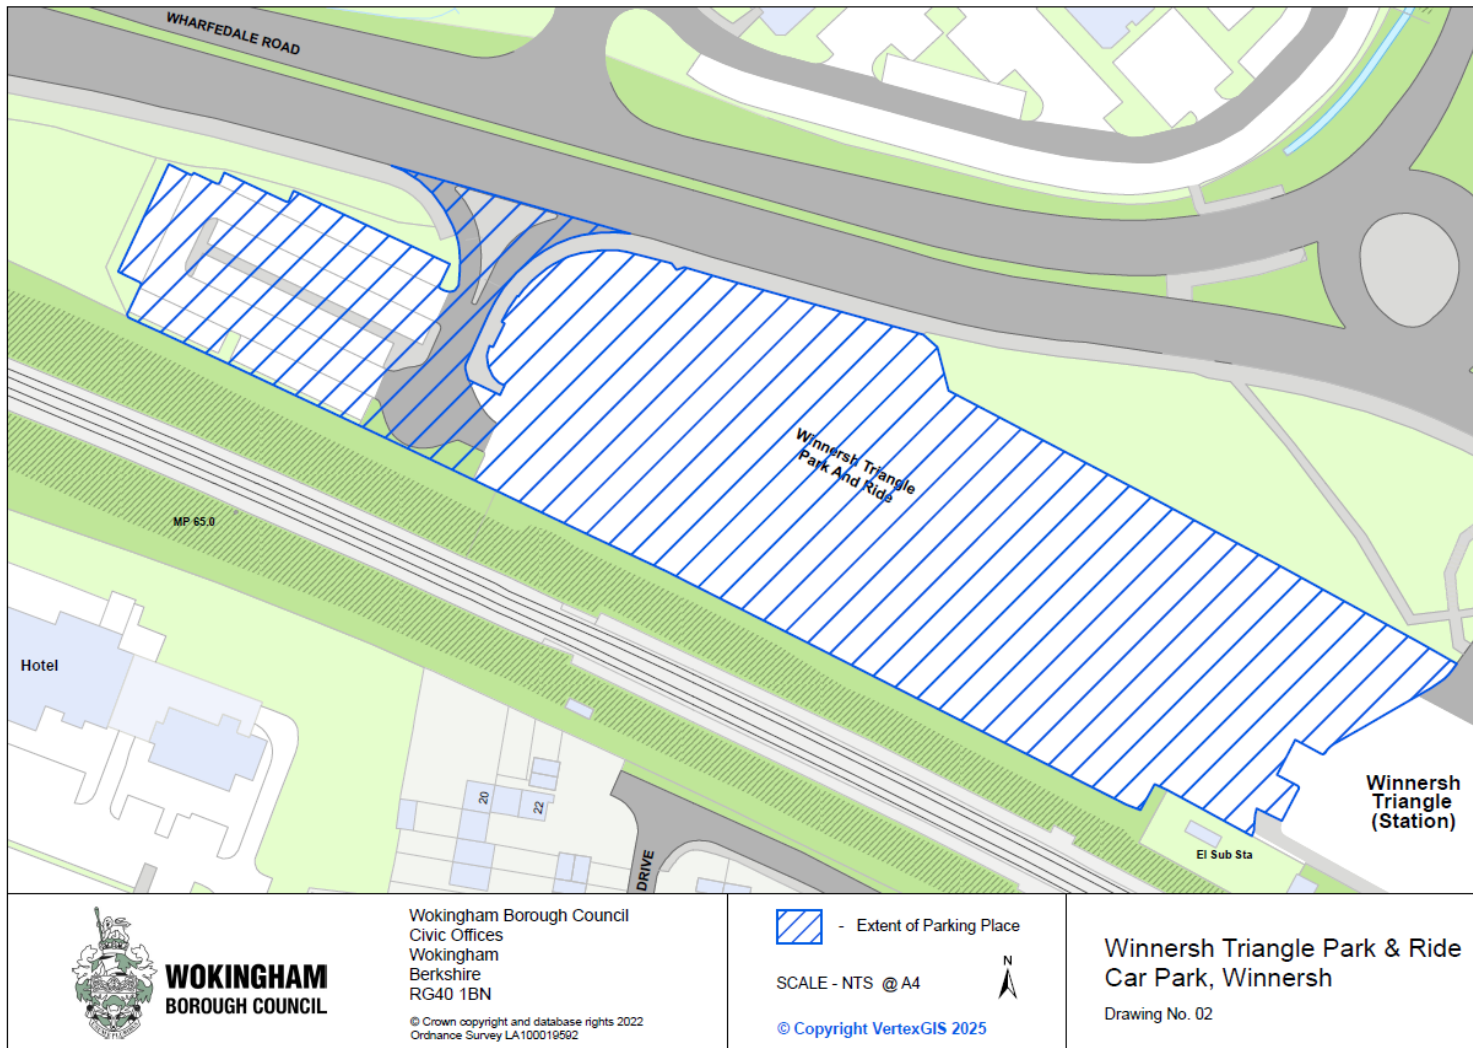 WHARFEDALE ROAD
Winnersh Triangle
Park And Ride
MP 65.0
Hotel
20
22
DRIVE
El Sub Sta
Winnersh
Triangle
(Station)
WOKINGHAM
BOROUGH COUNCIL
Wokingham Borough Council
Civic Offices
Wokingham
Berkshire
RG40 1BN
© Crown copyright and database rights 2022
Ordnance Survey LA100019592
- Extent of Parking Place
SCALE - NTS @ A4
N
© Copyright VertexGIS 2025
Winnersh Triangle Park & Ride
Car Park, Winnersh
Drawing No. 02